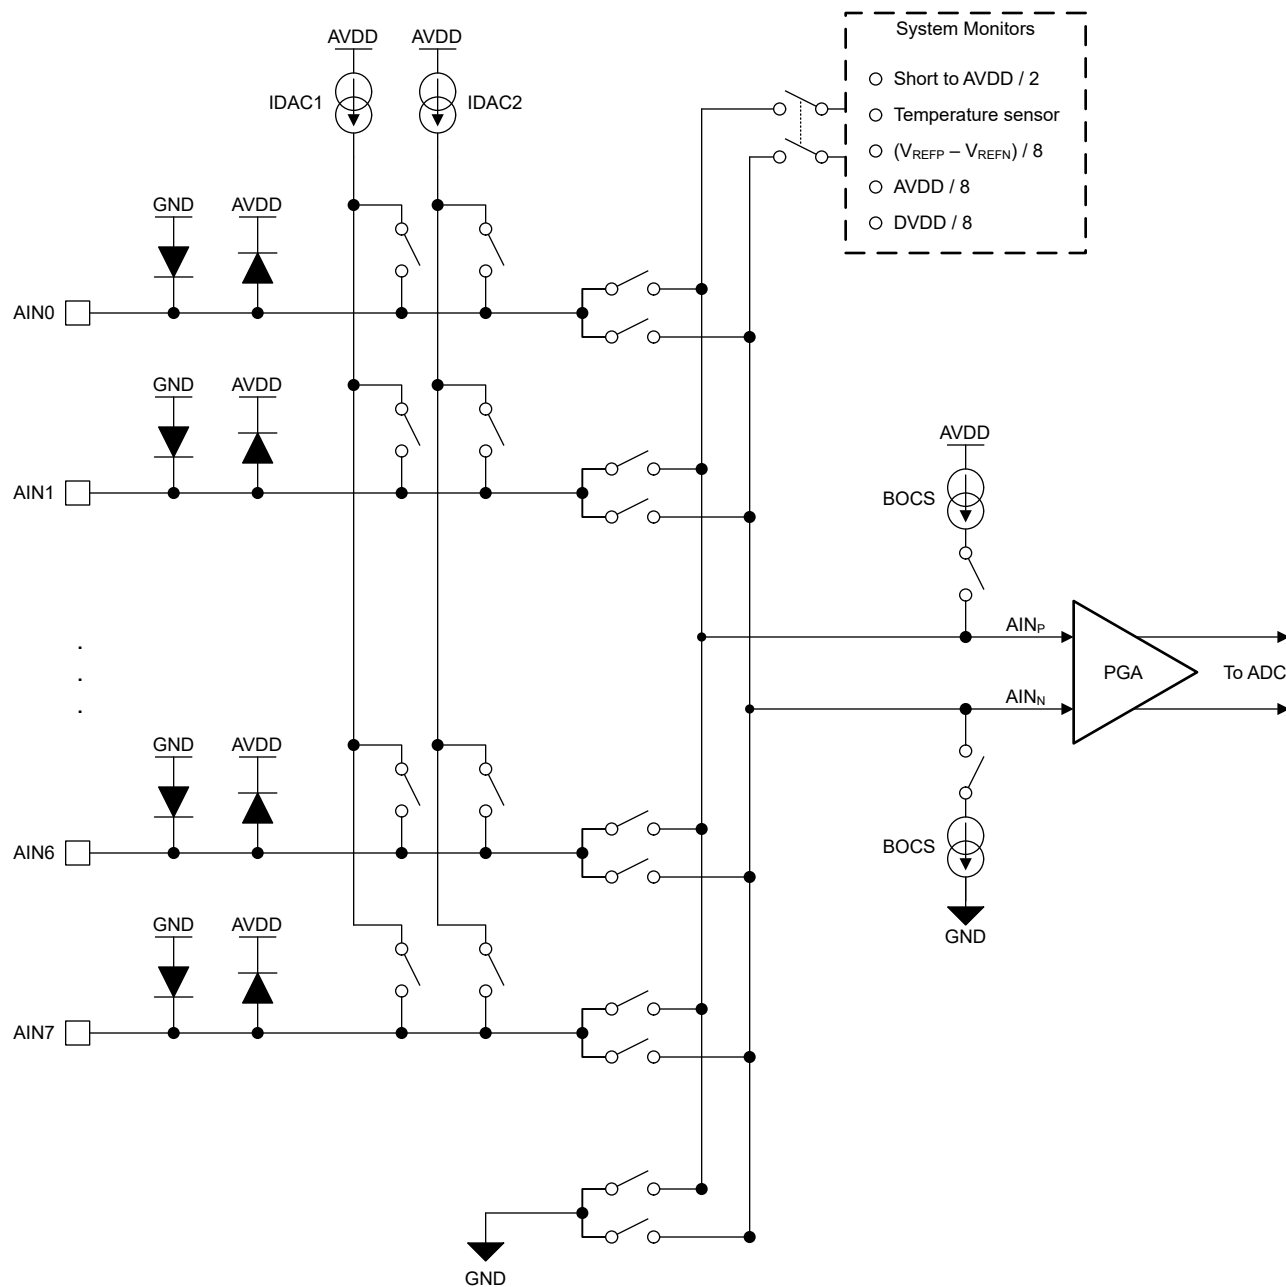 System Monitors
AVDD AVDD
IDAC1 IDAC2
Short to AVDD / 2
Temperature sensor
(VREFP – VREFN) / 8
AVDD / 8
DVDD / 8
GND AVDD
AIN0
GND AVDD
AIN1
AVDD
BOCS
AINP
PGA
To ADC
AINN
.
.
.
GND AVDD
AIN6
BOCS
GND
GND AVDD
AIN7
GND